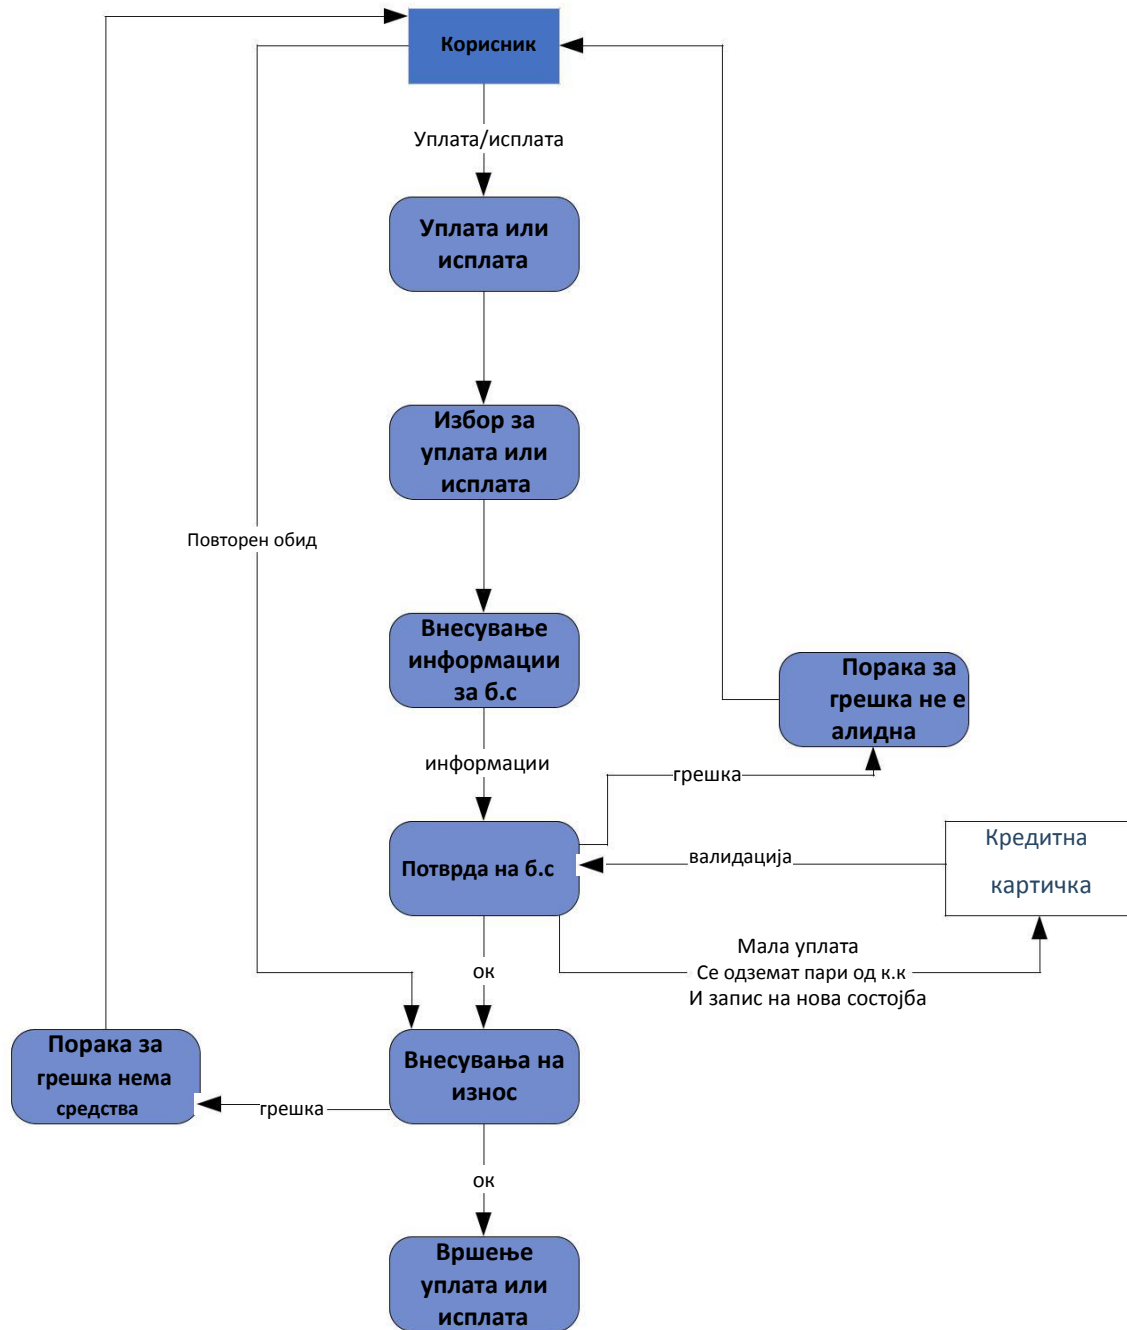 Корисник
Уплата/исплата
Уплата или
исплата
Избор за
уплата или
исплата
Повторен обид
Внесување
информации
за б.с
Порака за
грешка не е
алидна
информации
грешка
Потврда на б.с
валидација
Кредитна
картичка
ок
Мала уплата
Се одземат пари од к.к
И запис на нова состојба
Порака за
грешка нема
средства
грешка
Внесувања на
износ
ок
Вршење
уплата или
исплата